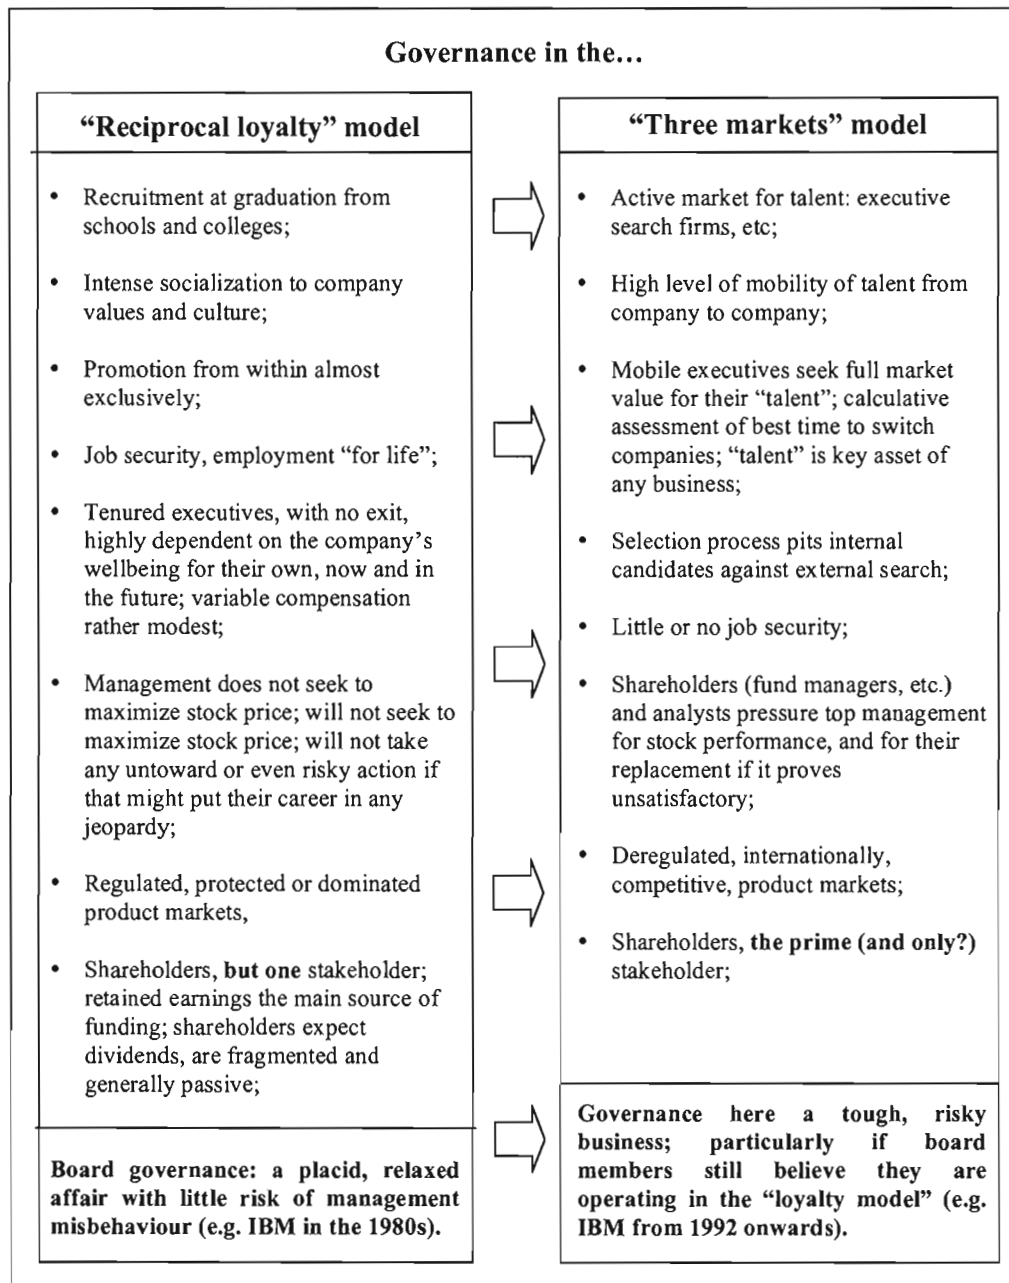 Governance in the...
“Reciprocal loyalty” model
• Recruitment at graduation from
schools and colleges;
• Intense socialization to company
values and culture;
• Promotion from within almost
exclusively;
• Job security, employment “for life”;
• Tenured executives, with no exit,
highly dependent on the company’s
wellbeing for their own, now and in
the future; variable compensation
rather modest;
• Management does not seek to
maximize stock price; will not seek to
maximize stock price; will not take
any untoward or even risky action if
that might put their career in any
jeopardy;
• Regulated, protected or dominated
product markets,
• Shareholders, but one stakeholder;
retained earnings the main source of
funding; shareholders expect
dividends, are fragmented and
generally passive;
Board governance: a placid, relaxed
affair with little risk of management
misbehaviour (e.g. IBM in the 1980s).
“Three markets” model
• Active market for talent: executive
search firms, etc;
• High level of mobility of talent from
company to company;
• Mobile executives seek full market
value for their “talent”; calculative
assessment of best time to switch
companies; “talent” is key asset of
any business;
• Selection process pits internal
candidates against external search;
• Little or no job security;
• Shareholders (fund managers, etc.)
and analysts pressure top management
for stock performance, and for their
replacement if it proves
unsatisfactory;
• Deregulated, internationally,
competitive, product markets;
• Shareholders, the prime (and only?)
stakeholder;
Governance here a tough, risky
business; particularly if board
members still believe they are
operating in the “loyalty model” (e.g.
IBM from 1992 onwards).